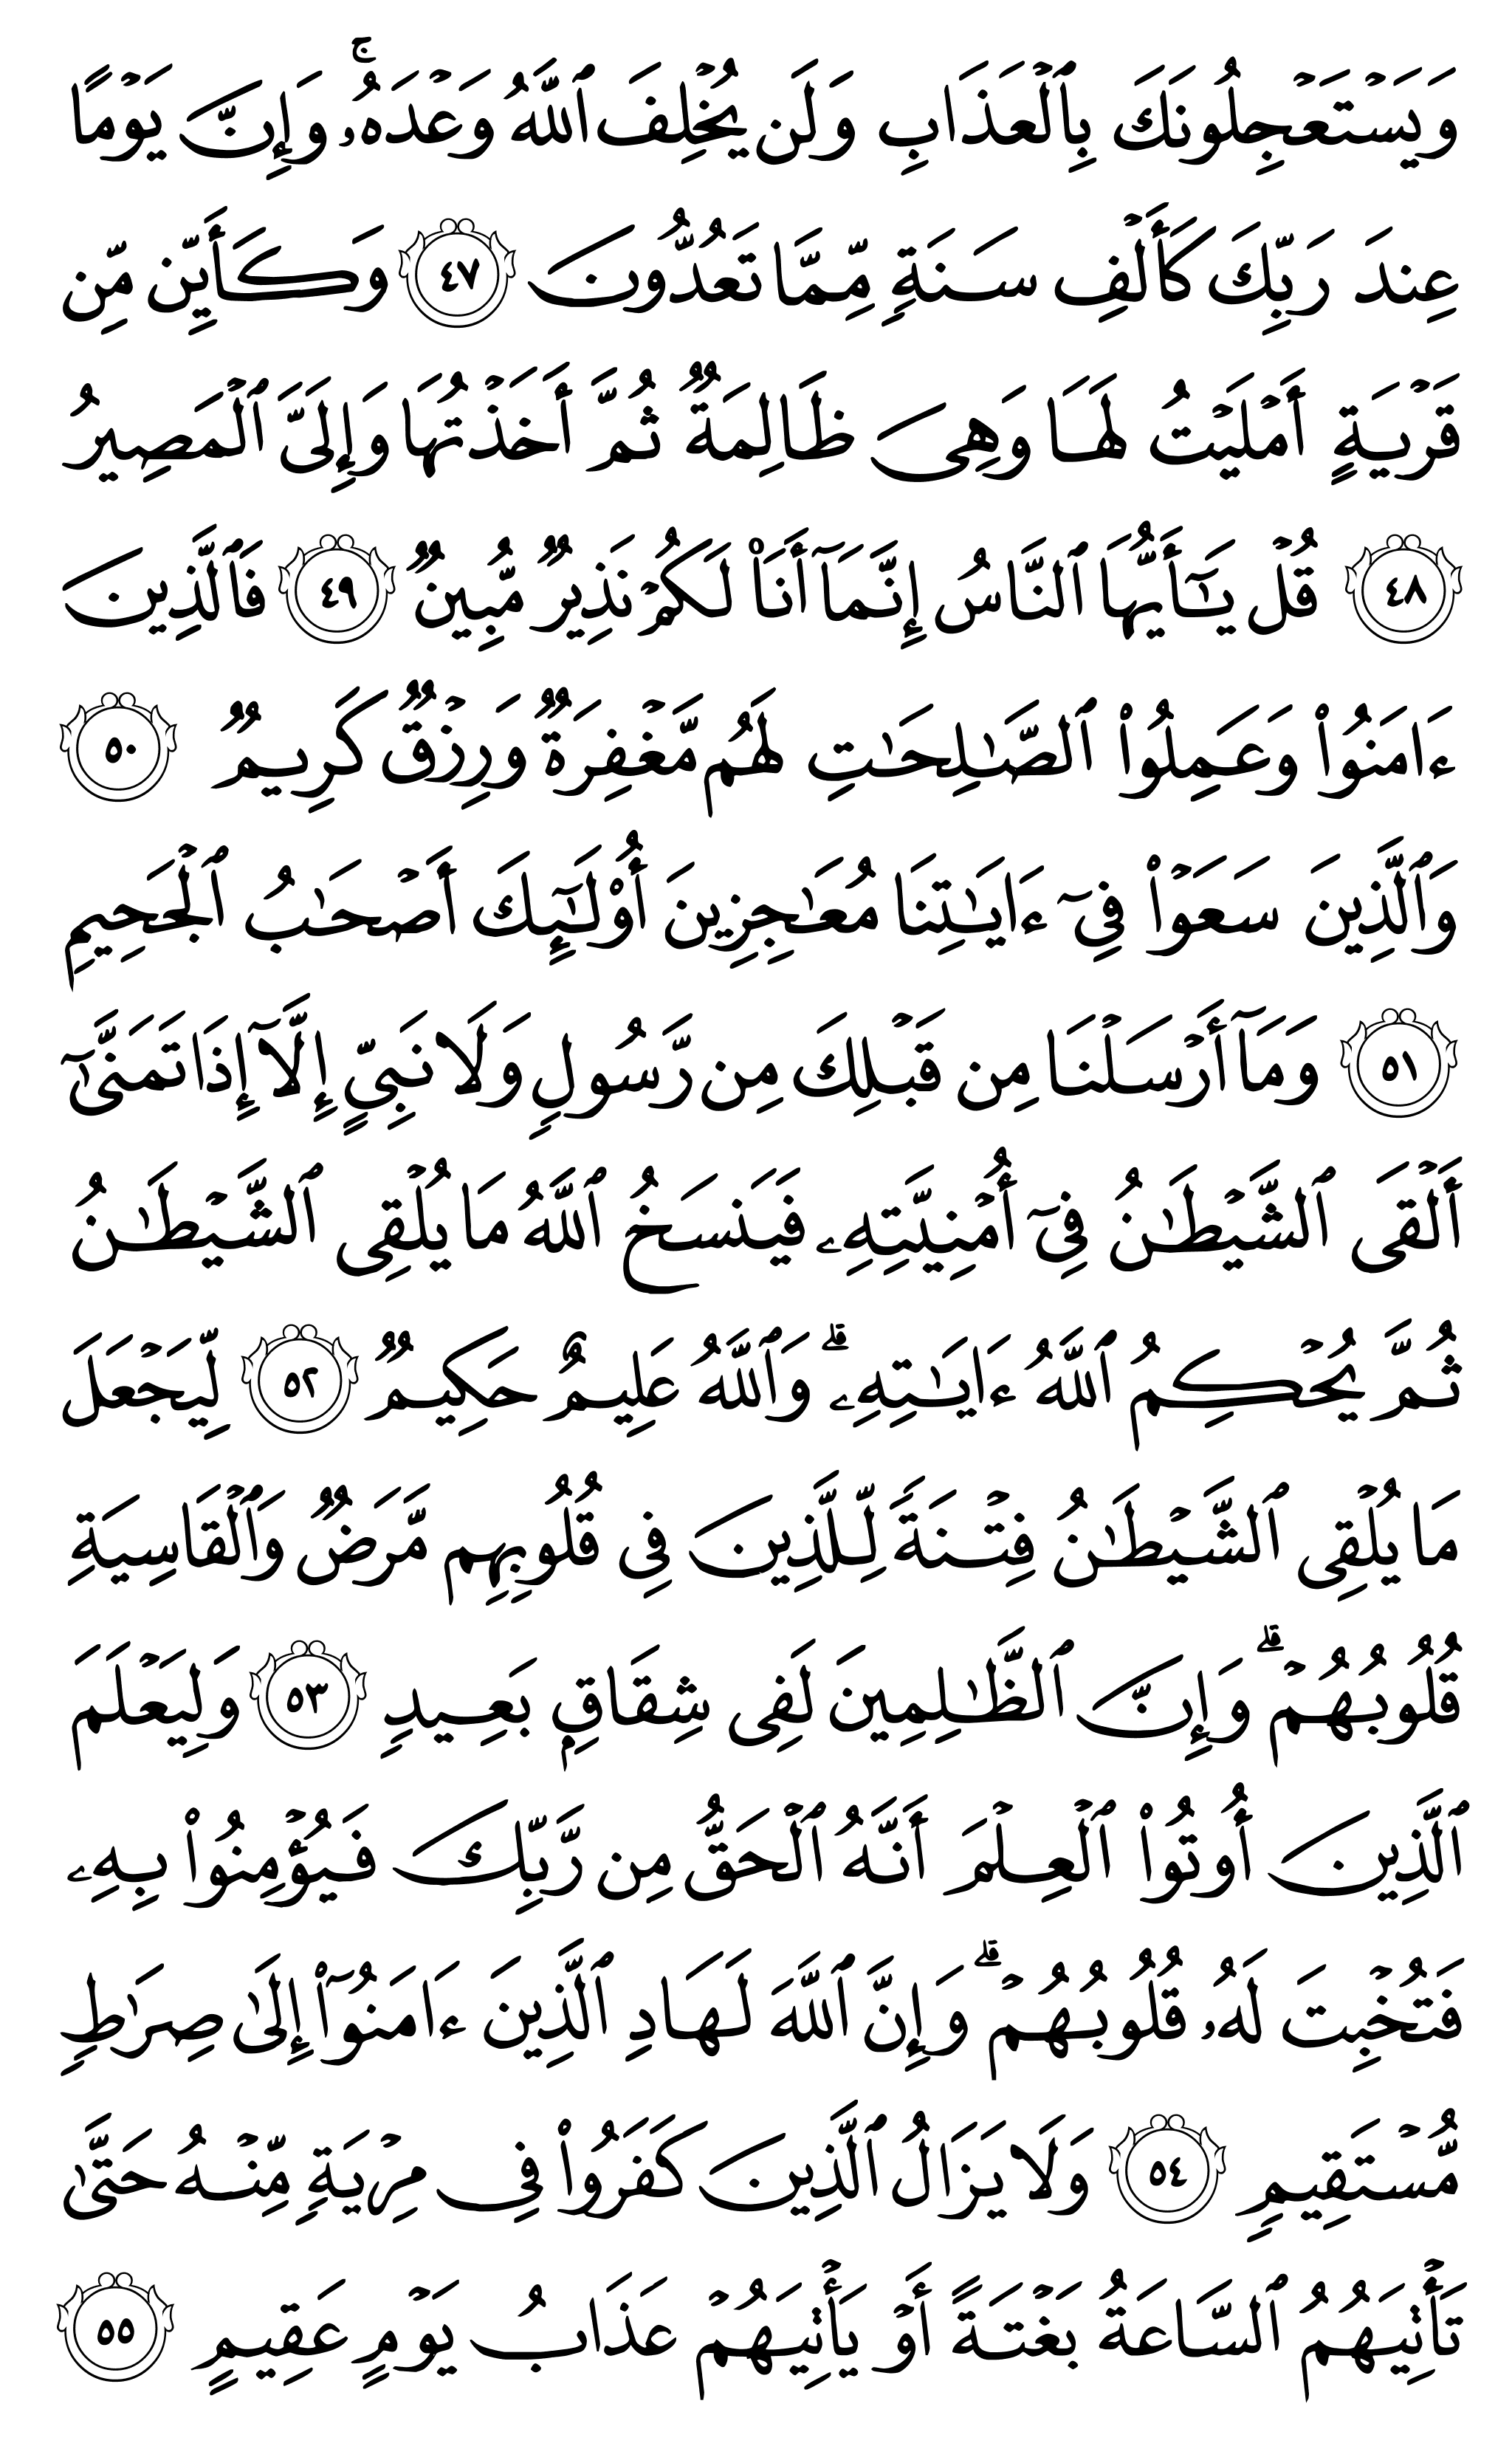 وَيَسْتَعْجِلُونَكَ بِٱلْعَذَابِ وَلَن يُخْلِفَ ٱللَّهُ وَعْدَهُۥۚ وَإِنَّ يَوْمًا
عِندَ رَبِّكَ كَأَلْفِ سَنَةٍ مِّمَّا تَعُدُّونَ ٤٧ وَكَأَيِّن مِّن
قَرْيَةٍ أَمْلَيْتُ لَهَا وَهِىَ ظَالِمَةٌ ثُمَّ أَخَذْتُهَا وَإِلَىَّ ٱلْمَصِيرُ
٤٨ قُلْ يَـٰٓأَيُّهَا ٱلنَّاسُ إِنَّمَآ أَنَا۠ لَكُمْ نَذِيرٌ مُّبِينٌ ٤٩ فَٱلَّذِينَ
ءَامَنُوا۟ وَعَمِلُوا۟ ٱلصَّـٰلِحَـٰتِ لَهُم مَّغْفِرَةٌ وَرِزْقٌ كَرِيمٌ ٥٠
وَٱلَّذِينَ سَعَوْا۟ فِىٓ ءَايَـٰتِنَا مُعَـٰجِزِينَ أُو۟لَـٰٓئِكَ أَصْحَـٰبُ ٱلْجَحِيمِ
٥١ وَمَآ أَرْسَلْنَا مِن قَبْلِكَ مِن رَّسُولٍ وَلَا نَبِىٍّ إِلَّآ إِذَا تَمَنَّىٰٓ
أَلْقَى ٱلشَّيْطَـٰنُ فِىٓ أُمْنِيَّتِهِۦ فَيَنسَخُ ٱللَّهُ مَا يُلْقِى ٱلشَّيْطَـٰنُ
ثُمَّ يُحْكِمُ ٱللَّهُ ءَايَـٰتِهِۦۗ وَٱللَّهُ عَلِيمٌ حَكِيمٌ ٥٢ لِّيَجْعَلَ
مَا يُلْقِى ٱلشَّيْطَـٰنُ فِتْنَةً لِّلَّذِينَ فِى قُلُوبِهِم مَّرَضٌ وَٱلْقَاسِيَةِ
قُلُوبُهُمْۗ وَإِنَّ ٱلظَّـٰلِمِينَ لَفِى شِقَاقٍۭ بَعِيدٍ ٥٣ وَلِيَعْلَمَ
ٱلَّذِينَ أُوتُوا۟ ٱلْعِلْمَ أَنَّهُ ٱلْحَقُّ مِن رَّبِّكَ فَيُؤْمِنُوا۟ بِهِۦ
فَتُخْبِتَ لَهُۥ قُلُوبُهُمْۗ وَإِنَّ ٱللَّهَ لَهَادِ ٱلَّذِينَ ءَامَنُوٓا۟ إِلَىٰ صِرَٰطٍ
مُّسْتَقِيمٍ ٥٤ وَلَا يَزَالُ ٱلَّذِينَ كَفَرُوا۟ فِى مِرْيَةٍ مِّنْهُ حَتَّىٰ
تَأْتِيَهُمُ ٱلسَّاعَةُ بَغْتَةً أَوْ يَأْتِيَهُمْ عَذَابُ يَوْمٍ عَقِيمٍ ٥٥